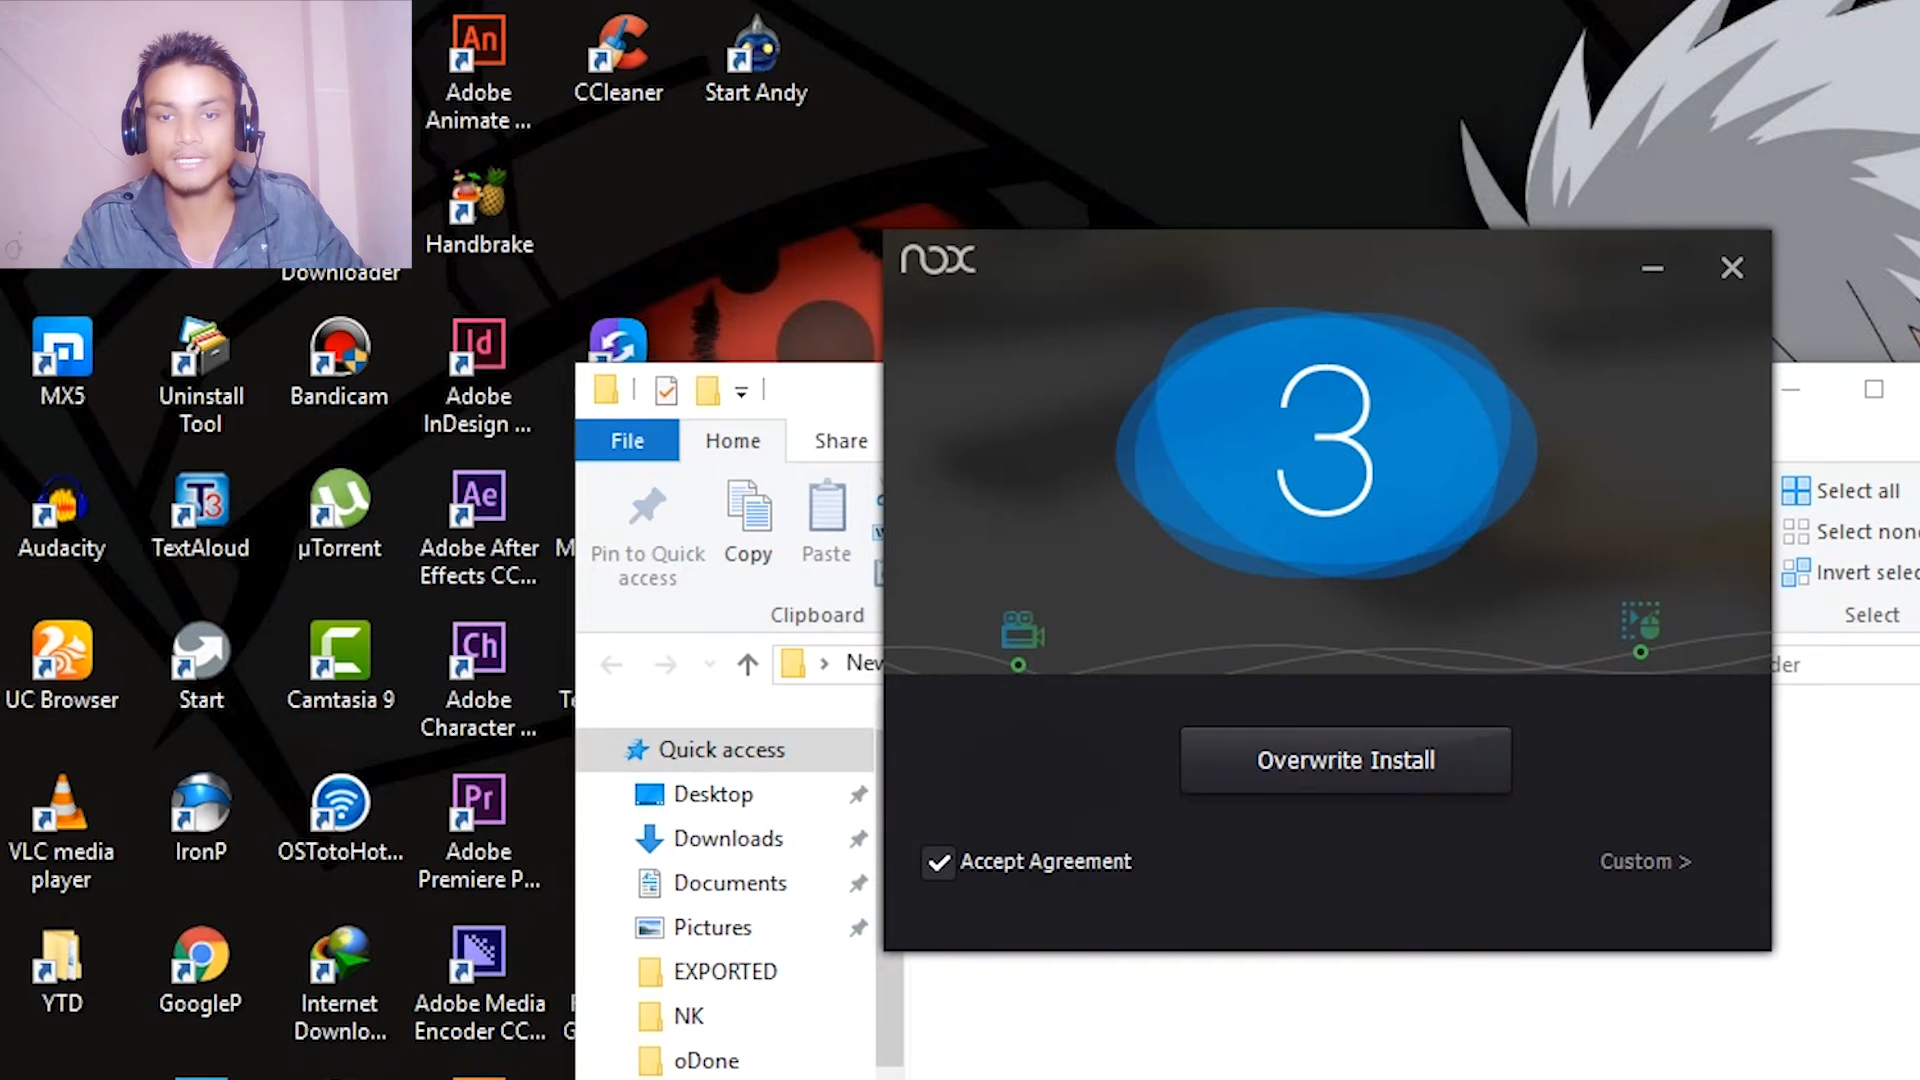 An
Adobe
Animate ...
CCleaner
Start Andy
Handbrake
Downloader
MX5
Uninstall
Tool
Bandicam
Id
Adobe
InDesign ...
Audacity
T3
TextAloud
µ
µTorrent
Ae
Adobe After
Effects CC...
UC Browser
Start
Camtasia 9
Ch
Adobe
Character ...
VLC media
player
IronP
OSTotoHot...
Pr
Adobe
Premiere P...
YTD
GoogleP
Internet
Downlo...
Adobe Media
Encoder CC...
File
Home
Share
Pin to Quick
access
Copy
Paste
Clipboard
New
Quick access
Desktop
Downloads
Documents
Pictures
EXPORTED
NK
oDone
nox
3
Overwrite Install
Accept Agreement
Custom >
Select all
Select none
Invert selec
Select
der